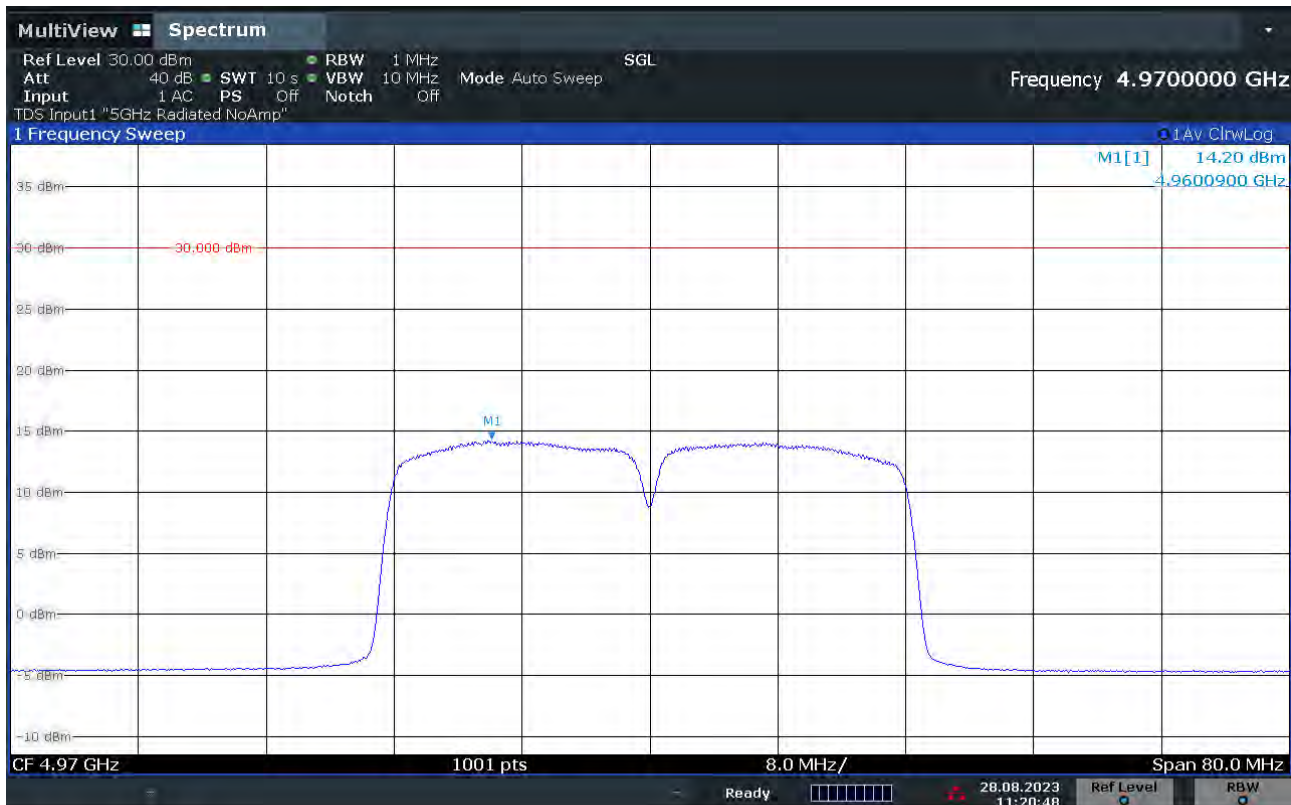 MultiView Spectrum
Ref Level 30.00 dBm RBW 1 MHz SGL
Att 40 dB SWT 10 s VBW 10 MHz Mode Auto Sweep Frequency 4.9700000 GHz
Input 1 AC PS Off Notch Off
TDS Input1 "5GHz Radiated NoAmp"
1 Frequency Sweep 1AV ClrwLog
M1[1] 14.20 dBm
4.9600900 GHz
35 dBm
30 dBm 30.000 dBm
25 dBm
20 dBm
M1
15 dBm
10 dBm
5 dBm
0 dBm
-5 dBm
-10 dBm
CF 4.97 GHz 1001 pts 8.0 MHz/ Span 80.0 MHz
Ready 28.08.2023 Ref Level RBW
11:20:48